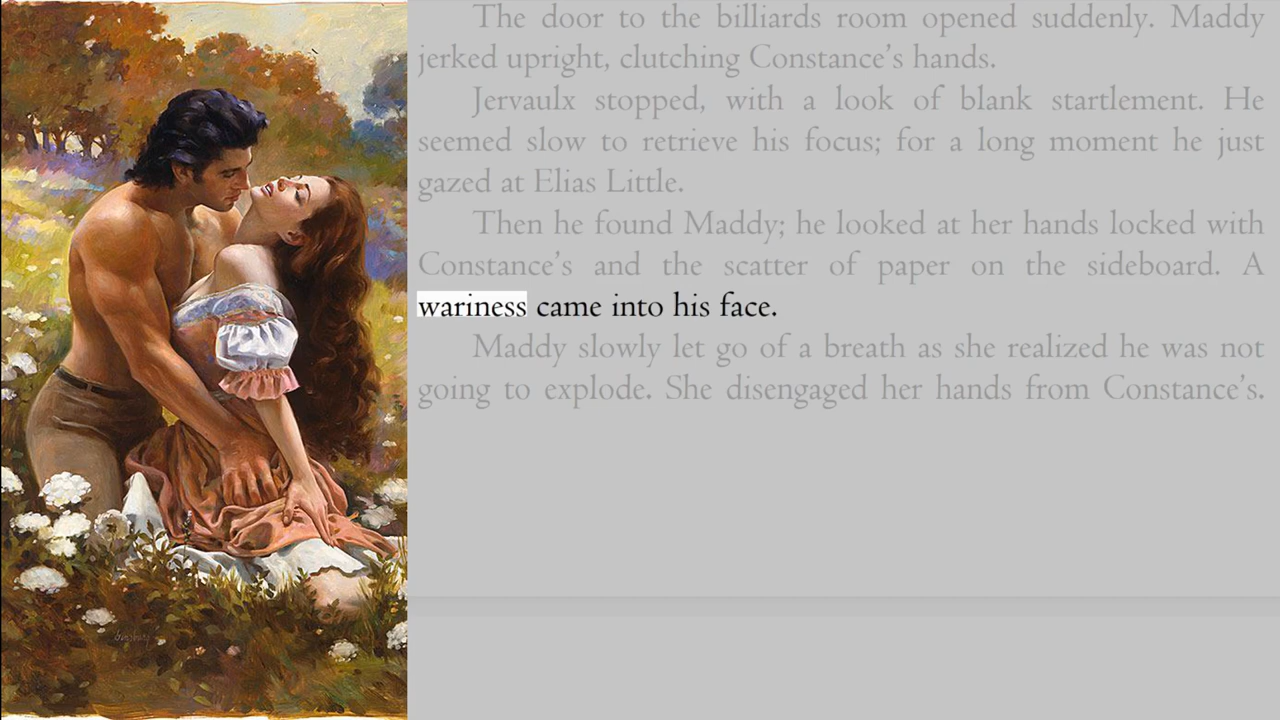 The door to the billiards room opened suddenly. Maddy
jerked upright, clutching Constance’s hands.
Jervaulx stopped, with a look of blank startlement. He
seemed slow to retrieve his focus; for a long moment he just
gazed at Elias Little.
Then he found Maddy; he looked at her hands locked with
Constance’s and the scatter of paper on the sideboard. A
wariness came into his face.
Maddy slowly let go of a breath as she realized he was not
going to explode. She disengaged her hands from Constance’s.